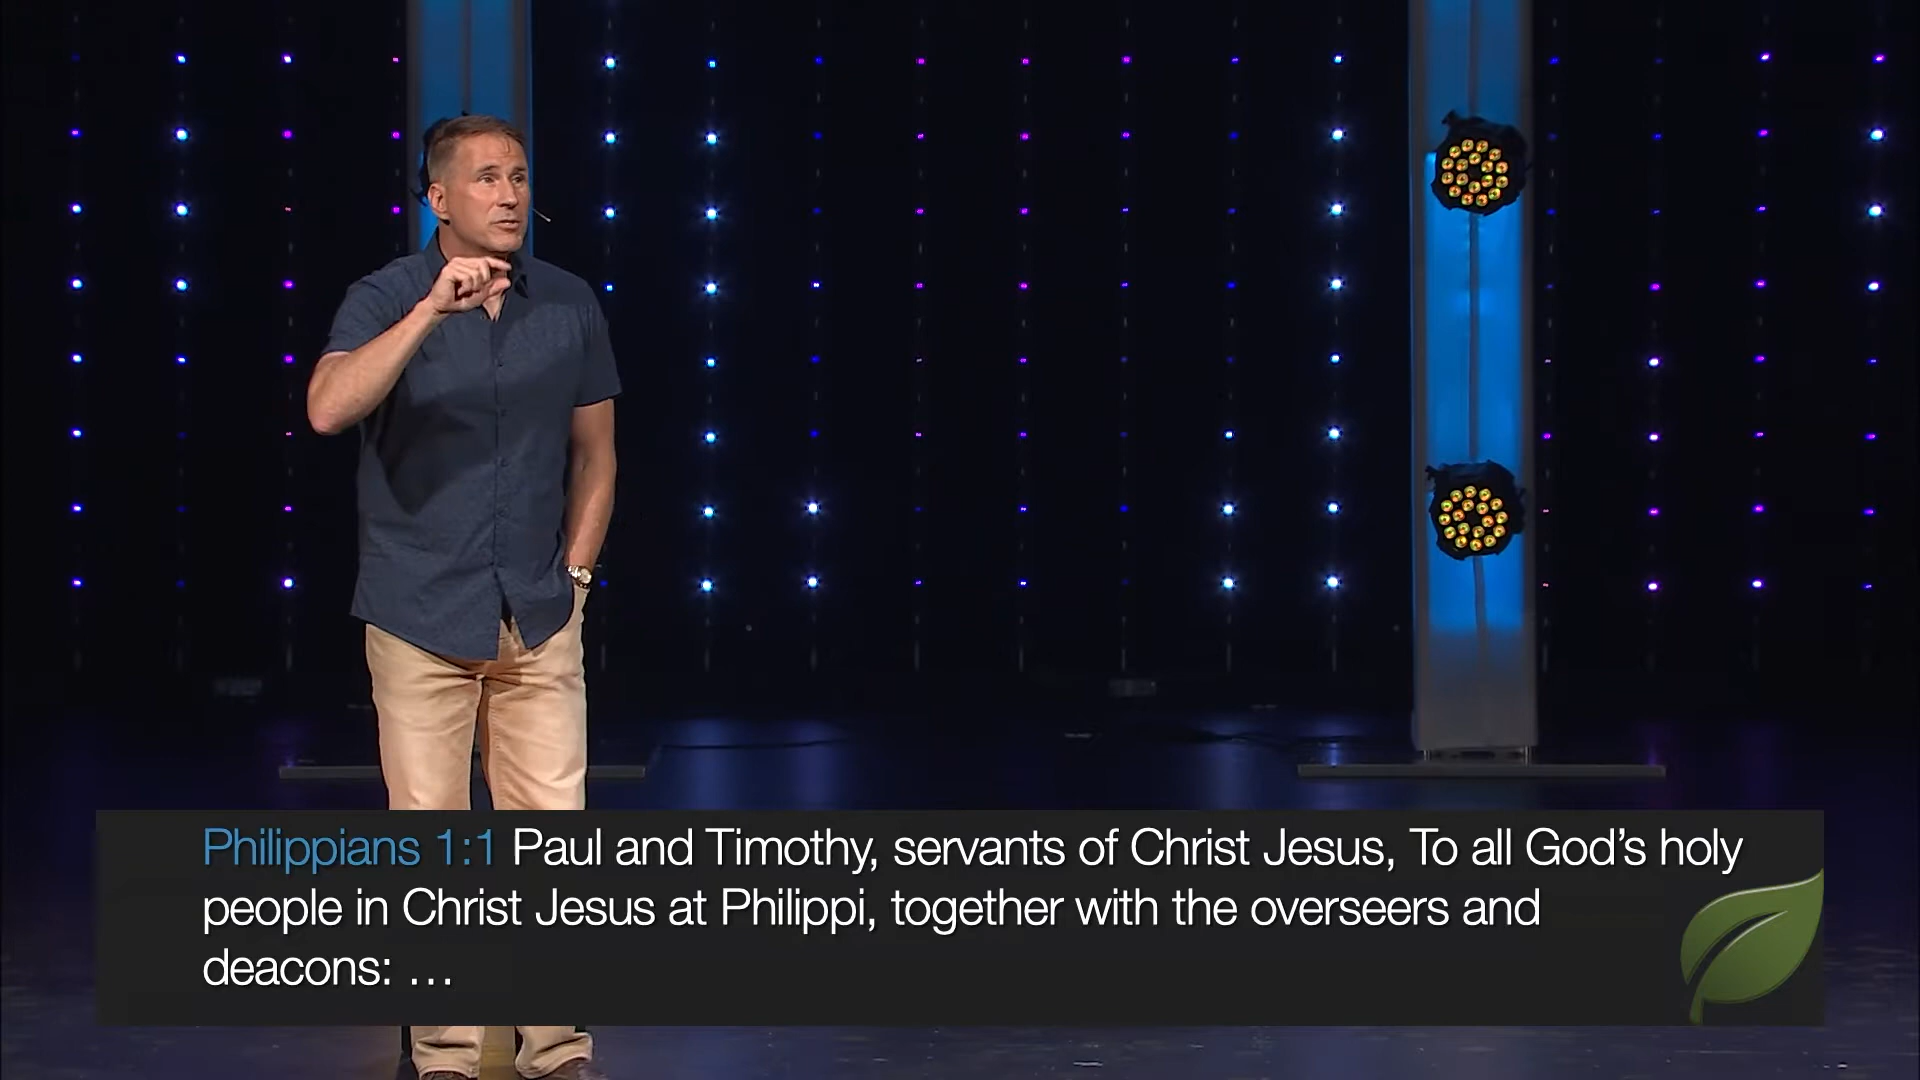 Philippians 1:1 Paul and Timothy, servants of Christ Jesus, To all God’s holy
people in Christ Jesus at Philippi, together with the overseers and
deacons: …